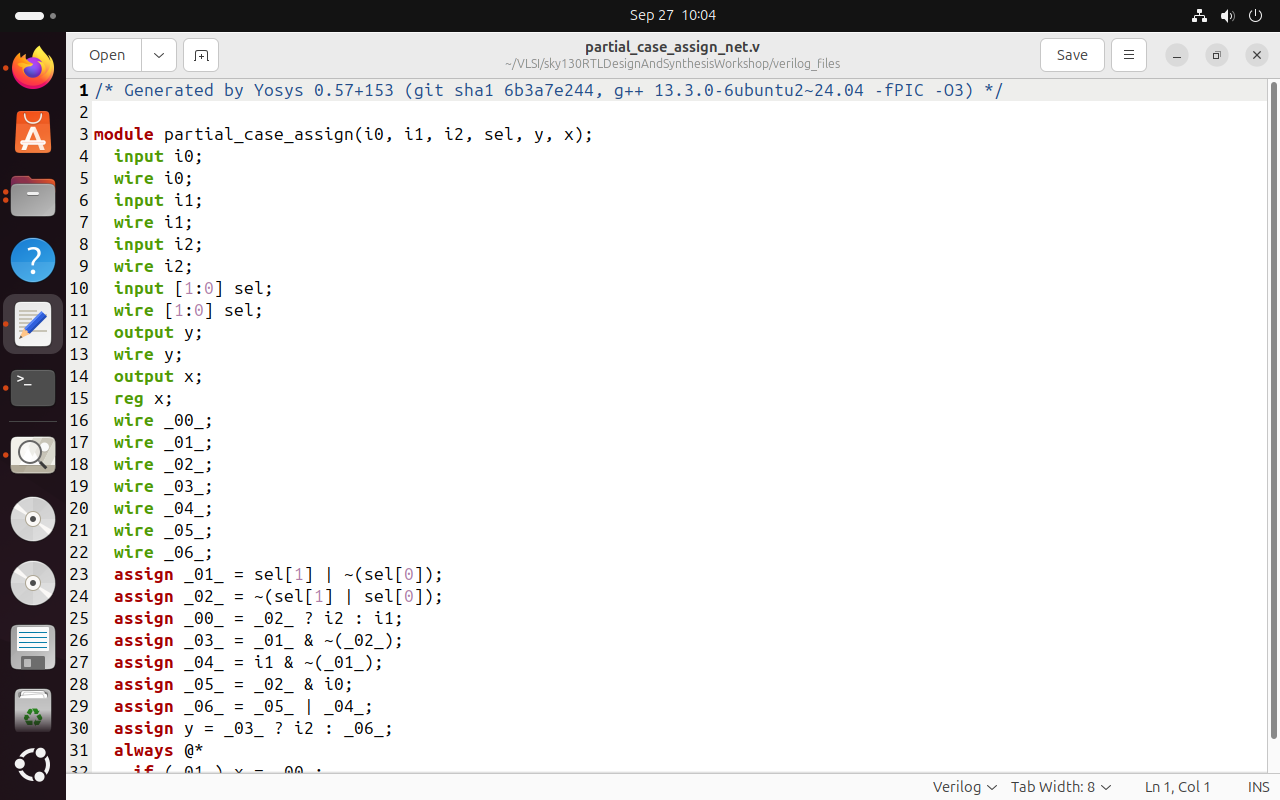 Sep 27 10:04
Open
partial_case_assign_net.v
~/VLSI/sky130RTLDesignAndSynthesisWorkshop/verilog_files
Save
1 /* Generated by Yosys 0.57+153 (git sha1 6b3a7e244, g++ 13.3.0-6ubuntu2~24.04 -fPIC -O3) */
2
3 module partial_case_assign(i0, i1, i2, sel, y, x);
4 input i0;
5 wire i0;
6 input i1;
7 wire i1;
8 input i2;
9 wire i2;
10 input [1:0] sel;
11 wire [1:0] sel;
12 output y;
13 wire y;
14 output x;
15 reg x;
16 wire _00_;
17 wire _01_;
18 wire _02_;
19 wire _03_;
20 wire _04_;
21 wire _05_;
22 wire _06_;
23 assign _01_ = sel[1] | ~(sel[0]);
24 assign _02_ = ~(sel[1] | sel[0]);
25 assign _00_ = _02_ ? i2 : i1;
26 assign _03_ = _01_ & ~(_02_);
27 assign _04_ = i1 & ~(_01_);
28 assign _05_ = _02_ & i0;
29 assign _06_ = _05_ | _04_;
30 assign y = _03_ ? i2 : _06_;
31 always @*
32 if (_01_) x = _00_;
Verilog Tab Width: 8 Ln 1, Col 1 INS